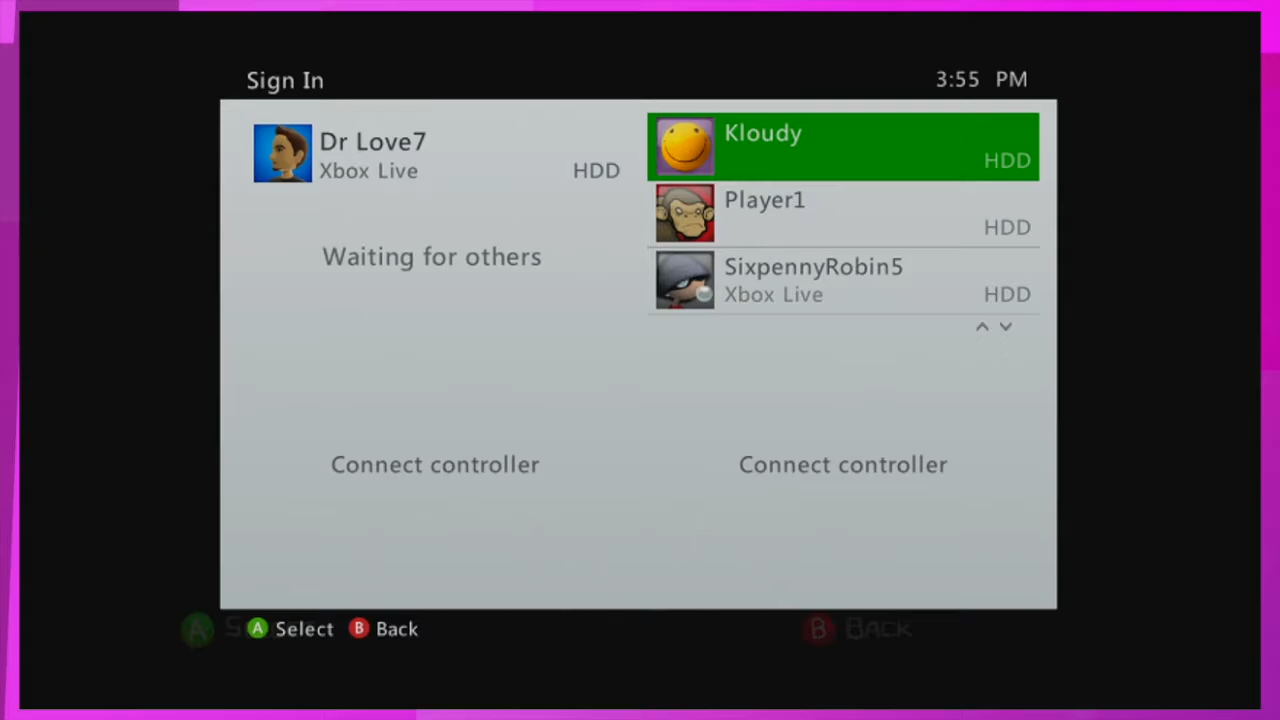 Sign In
3:55 PM
Dr Love7
Xbox Live HDD
Waiting for others
Kloudy
HDD
Player1
HDD
SixpennyRobin5
Xbox Live HDD
Connect controller
Connect controller
A Select B Back
A
B BACK